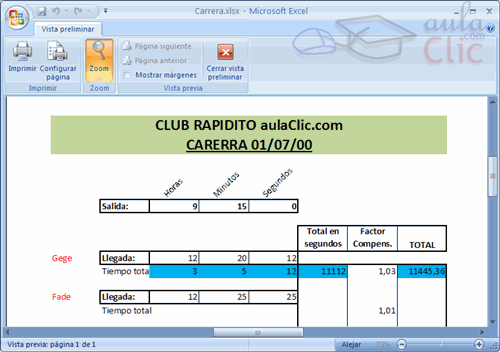 Carrera.xlsx - Microsoft Excel
aula
.com
Clic
Vista preliminar
Imprimir
Configurar página
Zoom
Página siguiente
Página anterior
Mostrar márgenes
Cerrar vista preliminar
Imprimir Zoom Vista previa
CLUB RAPIDITO aulaClic.com
CARERRA 01/07/00
Horas Minutos Segundos
Salida: 9 15 0
Total en segundos Factor Compens. TOTAL
Gege Llegada: 12 20 12
Tiempo total 3 5 12 11112 1,03 11445,36
Fade Llegada: 12 25 25
Tiempo total 1,01
Vista previa: página 1 de 1 Alejar 73%